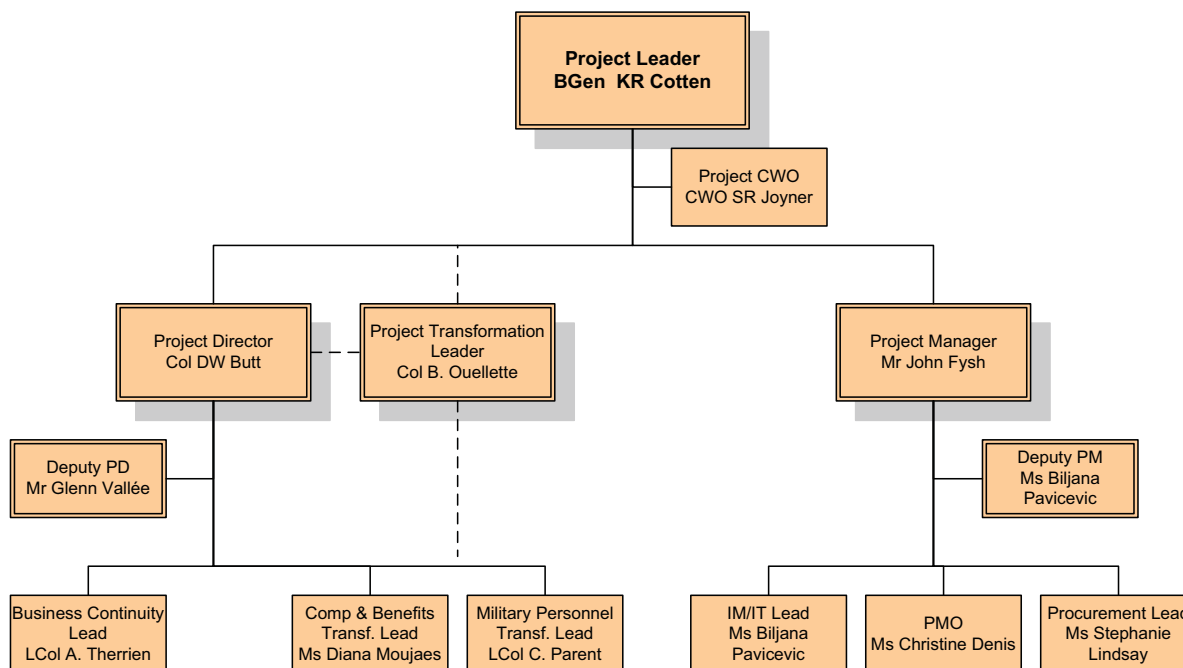 Project Leader
BGen KR Cotten
Project CWO
CWO SR Joyner
Project Director
Col DW Butt
Project Transformation
Leader
Col B. Ouellette
Project Manager
Mr John Fysh
Deputy PD
Mr Glenn Vallée
Deputy PM
Ms Biljana
Pavicevic
Business Continuity
Lead
LCol A. Therrien
Comp & Benefits
Transf. Lead
Ms Diana Moujaes
Military Personnel
Transf. Lead
LCol C. Parent
IM/IT Lead
Ms Biljana
Pavicevic
PMO
Ms Christine Denis
Procurement Lead
Ms Stephanie
Lindsay